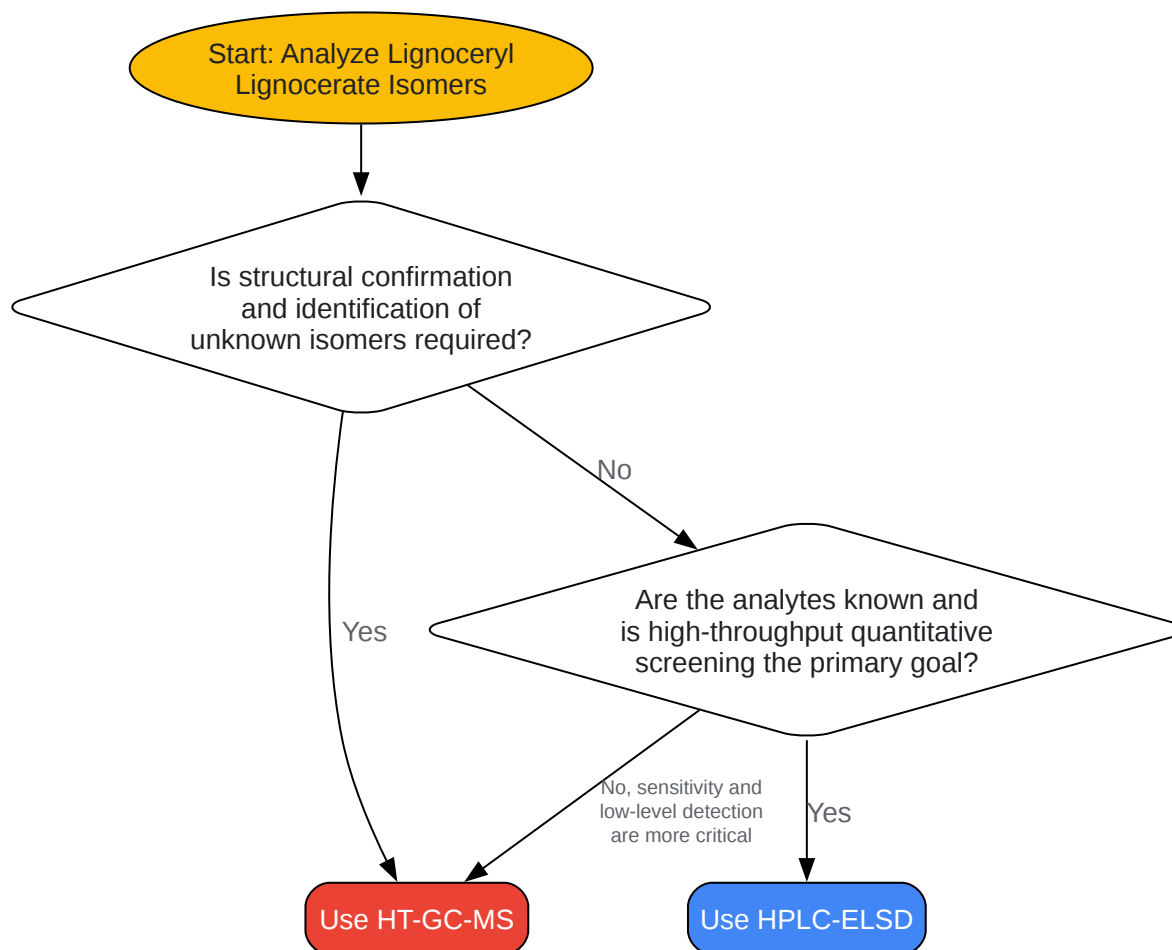 Start: Analyze Lignoceryl
Lignocerate Isomers
Is structural confirmation
and identification of
unknown isomers required?
No
Are the analytes known and
is high-throughput quantitative
screening the primary goal?
Yes
No, sensitivity and
low-level detection
are more critical
Yes
Use HT-GC-MS
Use HPLC-ELSD